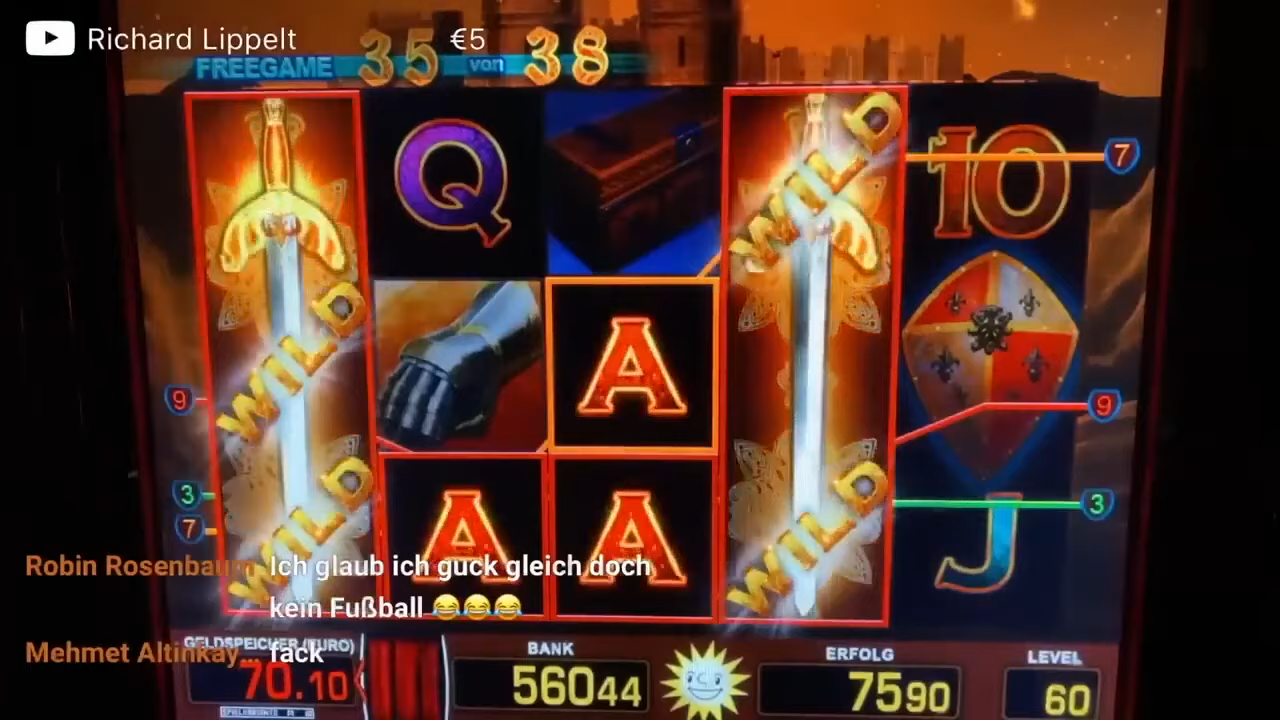 Richard Lippelt €5
FREEGAME 35 von 38
WILD
Q
10
7
WILD
A
9
9
WILD
3
3
7
A
A
WILD
J
Robin Rosenbaum Ich glaub ich guck gleich doch
kein Fußball 😂😂😂
Mehmet Altinkay... fack
GELDSPEICHER (EURO)
BANK
ERFOLG
LEVEL
70.10
56044
7590
60